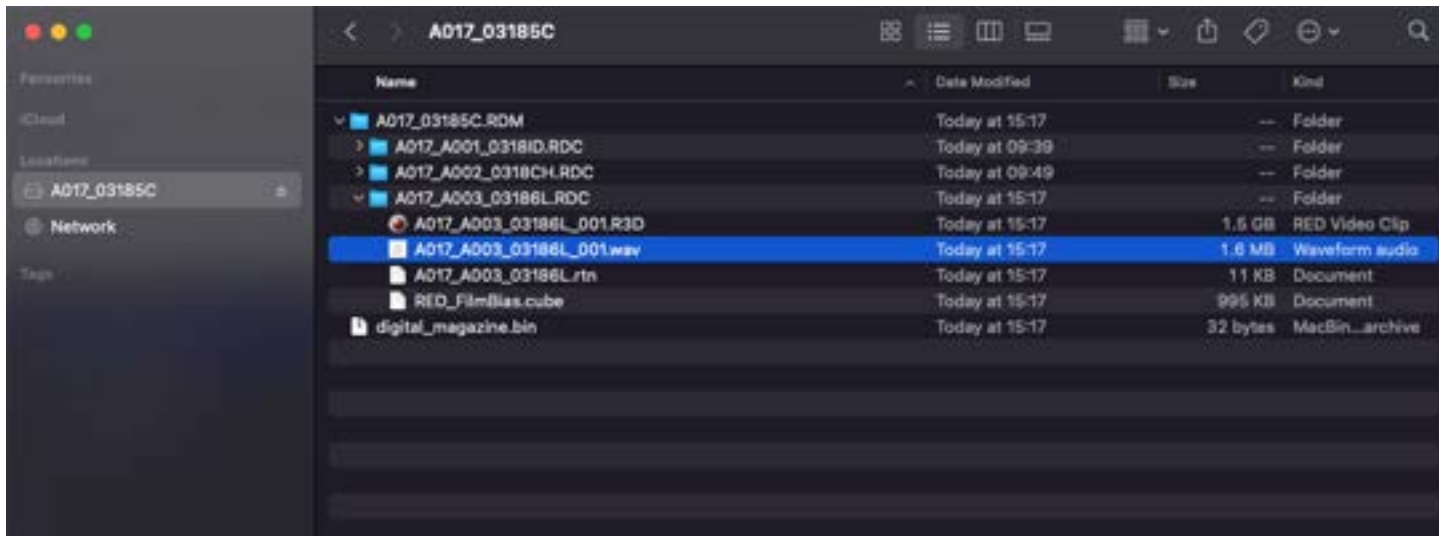 A017_03185C
Favourites
iCloud
Locations
A017_03185C
Network
Tags
Name Date Modified Size Kind
A017_03185C.RDM Today at 15:17 -- Folder
A017_A001_0318ID.RDC Today at 09:39 -- Folder
A017_A002_0318CH.RDC Today at 09:49 -- Folder
A017_A003_03186L.RDC Today at 15:17 -- Folder
A017_A003_03186L_001.R3D Today at 15:17 1.5 GB RED Video Clip
A017_A003_03186L_001.wav Today at 15:17 1.6 MB Waveform audio
A017_A003_03186L.rtn Today at 15:17 11 KB Document
RED_FilmBias.cube Today at 15:17 995 KB Document
digital_magazine.bin Today at 15:17 32 bytes MacBin...archive